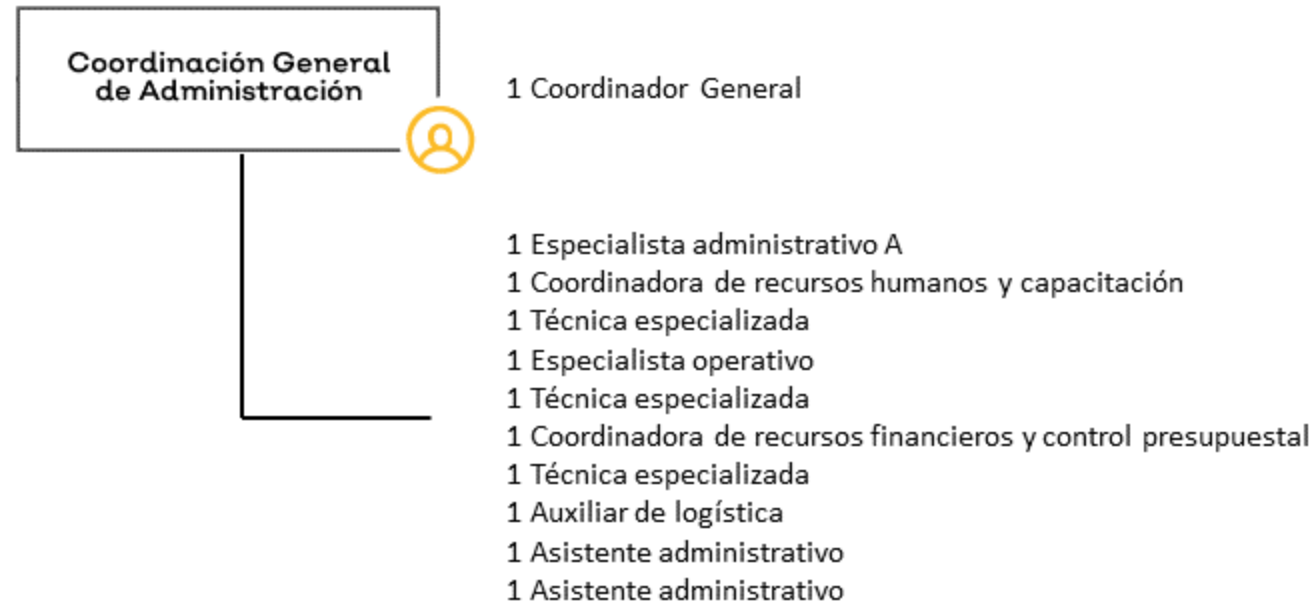 Coordinación General
de Administración
1 Coordinador General
1 Especialista administrativo A
1 Coordinadora de recursos humanos y capacitación
1 Técnica especializada
1 Especialista operativo
1 Técnica especializada
1 Coordinadora de recursos financieros y control presupuestal
1 Técnica especializada
1 Auxiliar de logística
1 Asistente administrativo
1 Asistente administrativo